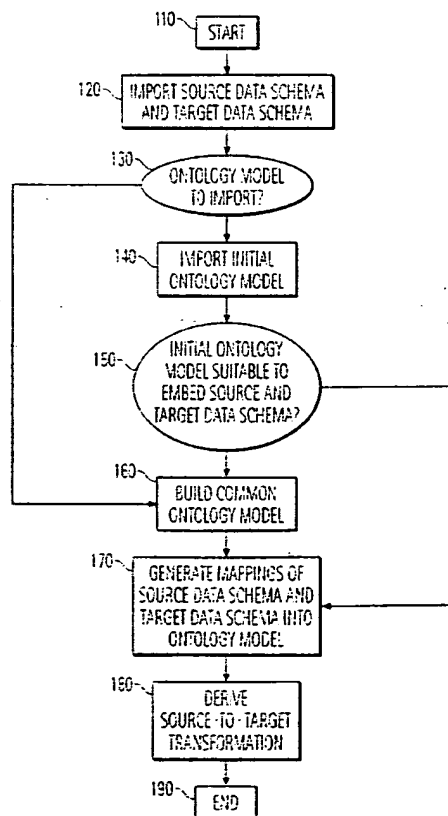 110
START
120
IMPORT SOURCE DATA SCHEMA
AND TARGET DATA SCHEMA
130
ONTOLOGY MODEL
TO IMPORT?
140
IMPORT INITIAL
ONTOLOGY MODEL
150
INITIAL ONTOLOGY
MODEL SUITABLE TO
EMBED SOURCE AND
TARGET DATA SCHEMA?
160
BUILD COMMON
ONTOLOGY MODEL
170
GENERATE MAPPINGS OF
SOURCE DATA SCHEMA AND
TARGET DATA SCHEMA INTO
ONTOLOGY MODEL
180
DERIVE
SOURCE-TO-TARGET
TRANSFORMATION
190
END